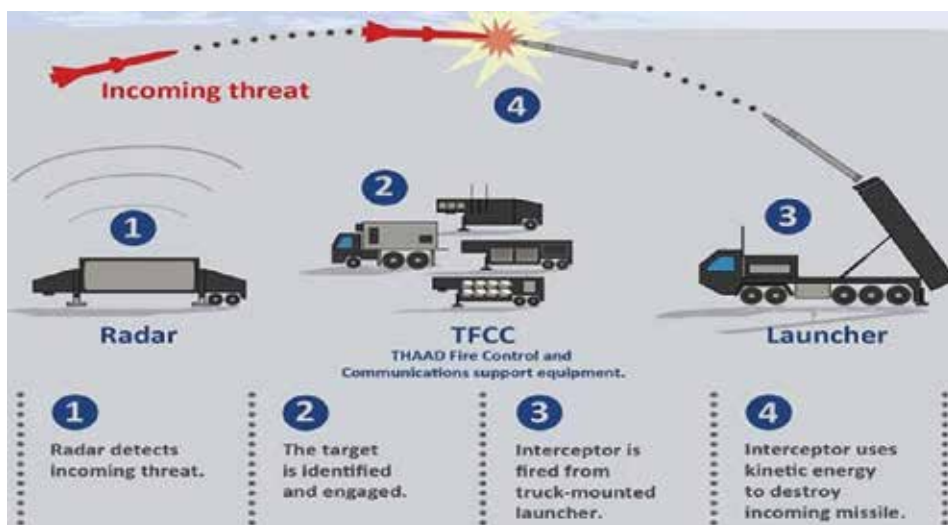 Incoming threat
4
1
2
3
Radar
TFCC
THAAD Fire Control and
Communications support equipment.
Launcher
1
Radar detects
incoming threat.
2
The target
is identified
and engaged.
3
Interceptor is
fired from
truck-mounted
launcher.
4
Interceptor uses
kinetic energy
to destroy
incoming missile.